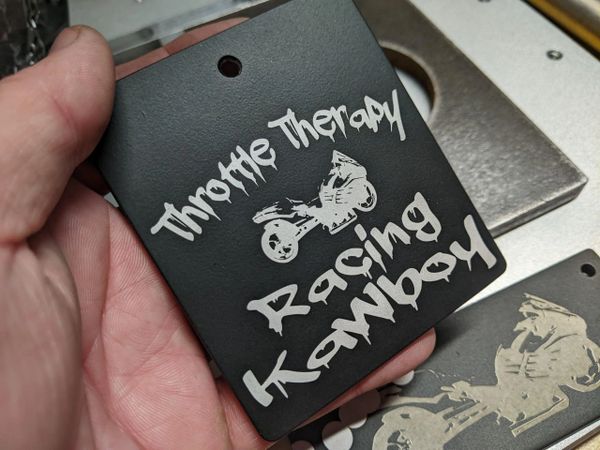 Throttle Therapy
Racing
Kawboy